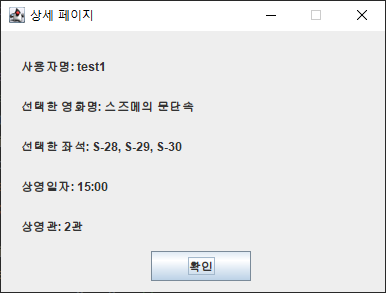 상세 페이지
사용자명: test1
선택한 영화명: 스즈메의 문단속
선택한 좌석: S-28, S-29, S-30
상영일자: 15:00
상영관: 2관
확인